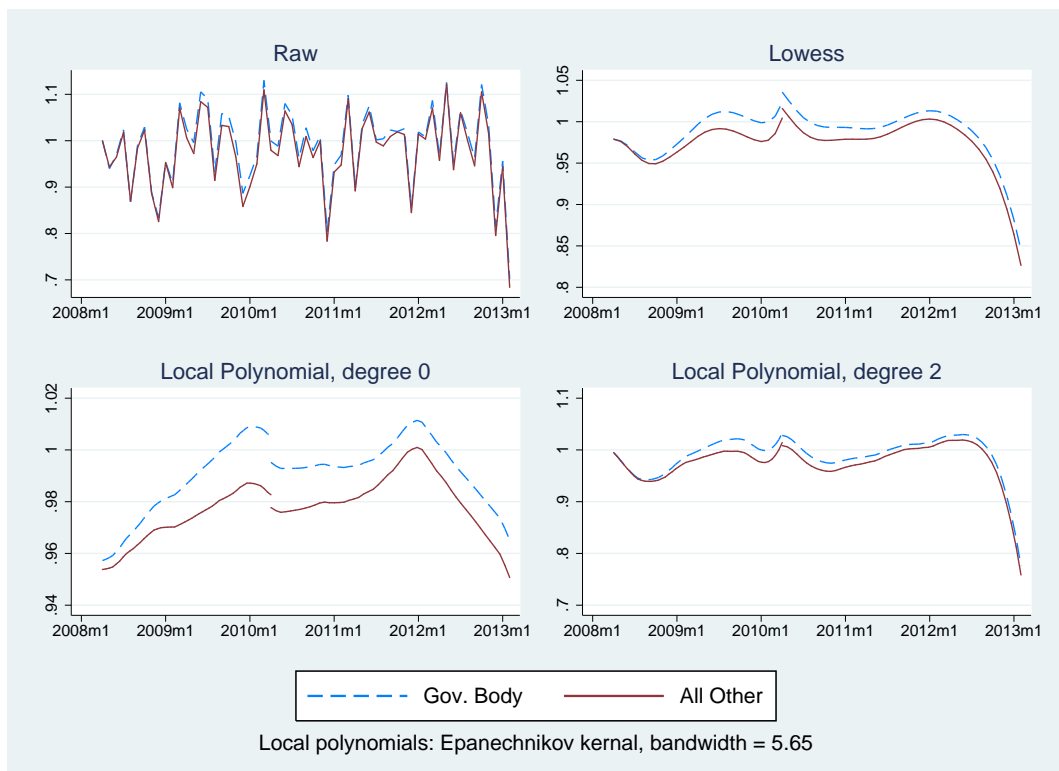 Raw
1.1
1
.9
.8
.7
2008m1 2009m1 2010m1 2011m1 2012m1 2013m1
Lowess
1.05
1
.95
.9
.85
.8
2008m1 2009m1 2010m1 2011m1 2012m1 2013m1
Local Polynomial, degree 0
1.02
1
.98
.96
.94
2008m1 2009m1 2010m1 2011m1 2012m1 2013m1
Local Polynomial, degree 2
1.1
1
.9
.8
.7
2008m1 2009m1 2010m1 2011m1 2012m1 2013m1
Gov. Body All Other
Local polynomials: Epanechnikov kernal, bandwidth = 5.65